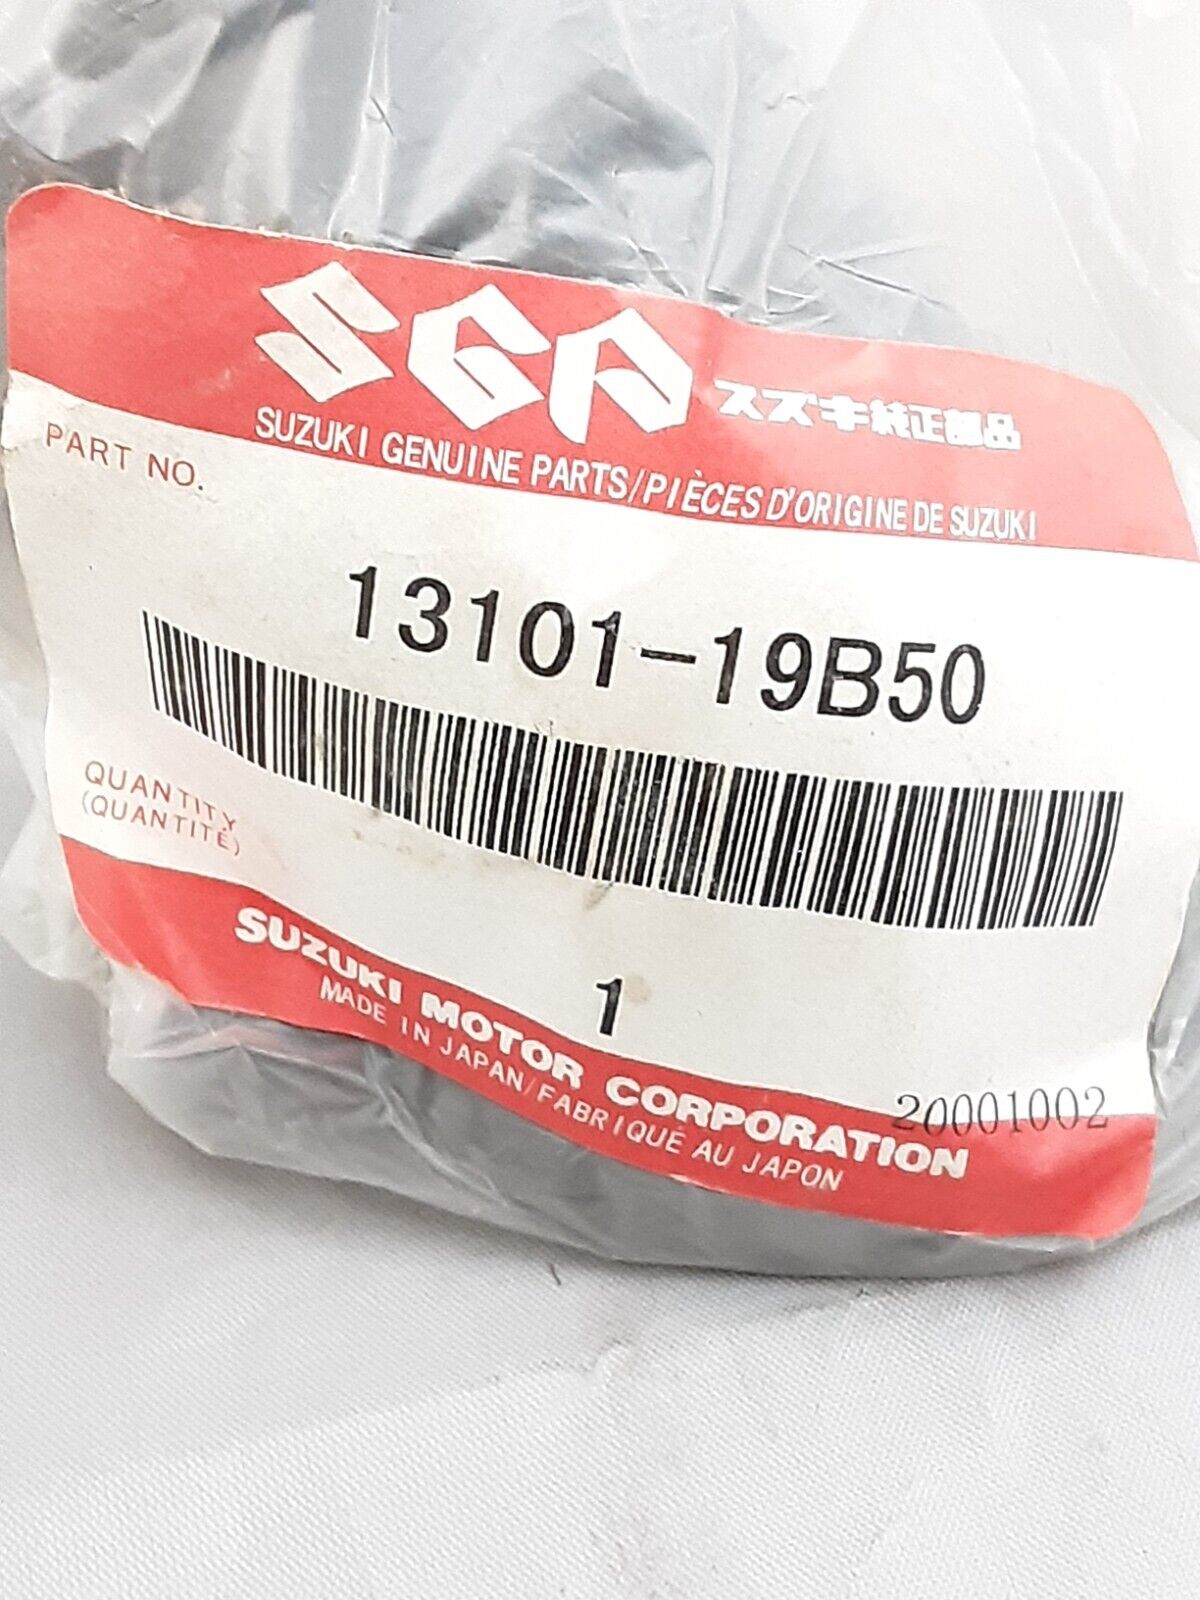 SGP スズキ純正部品
SUZUKI GENUINE PARTS/PIÈCES D'ORIGINE DE SUZUKI
PART NO.
13101-19B50
QUANTITY
(QUANTITÉ)
1
SUZUKI MOTOR CORPORATION
MADE IN JAPAN/FABRIQUÉ AU JAPON
20001002